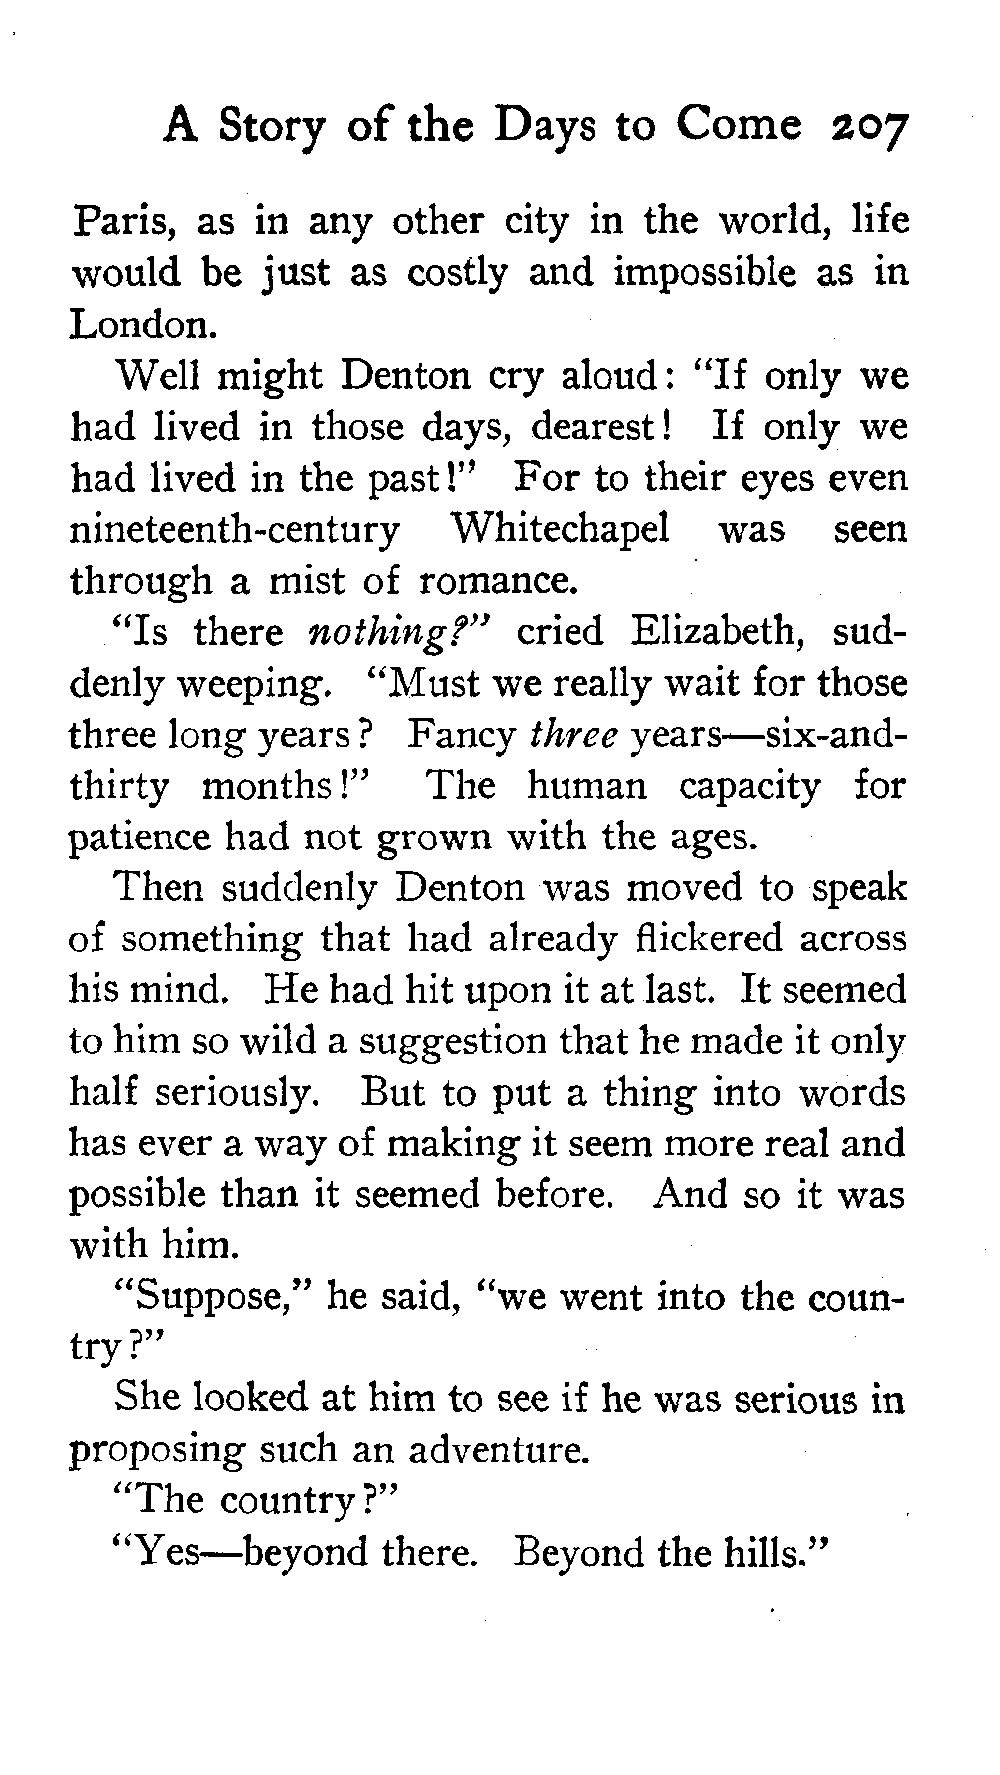 A Story of the Days to Come 207
Paris, as in any other city in the world, life
would be just as costly and impossible as in
London.
Well might Denton cry aloud: "If only we
had lived in those days, dearest! If only we
had lived in the past!" For to their eyes even
nineteenth-century Whitechapel was seen
through a mist of romance.
"Is there nothing?" cried Elizabeth, sud-
denly weeping. "Must we really wait for those
three long years? Fancy three years—six-and-
thirty months!" The human capacity for
patience had not grown with the ages.
Then suddenly Denton was moved to speak
of something that had already flickered across
his mind. He had hit upon it at last. It seemed
to him so wild a suggestion that he made it only
half seriously. But to put a thing into words
has ever a way of making it seem more real and
possible than it seemed before. And so it was
with him.
"Suppose," he said, "we went into the coun-
try?"
She looked at him to see if he was serious in
proposing such an adventure.
"The country?"
"Yes—beyond there. Beyond the hills."